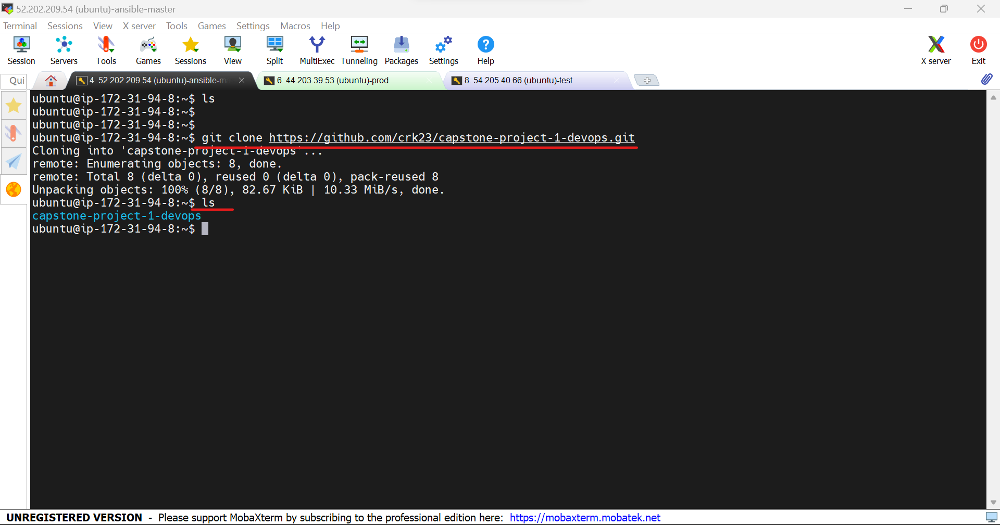 52.202.209.54 (ubuntu)-ansible-master
Terminal Sessions View X server Tools Games Settings Macros Help
Session Servers Tools Games Sessions View Split MultiExec Tunneling Packages Settings Help X server Exit
Qui 4. 52.202.209.54 (ubuntu)-ansible-ma 6. 44.203.39.53 (ubuntu)-prod 8. 54.205.40.66 (ubuntu)-test
ubuntu@ip-172-31-94-8:~$ ls
ubuntu@ip-172-31-94-8:~$
ubuntu@ip-172-31-94-8:~$
ubuntu@ip-172-31-94-8:~$ git clone https://github.com/crk23/capstone-project-1-devops.git
Cloning into 'capstone-project-1-devops'...
remote: Enumerating objects: 8, done.
remote: Total 8 (delta 0), reused 0 (delta 0), pack-reused 8
Unpacking objects: 100% (8/8), 82.67 KiB | 10.33 MiB/s, done.
ubuntu@ip-172-31-94-8:~$ ls
capstone-project-1-devops
ubuntu@ip-172-31-94-8:~$
UNREGISTERED VERSION - Please support MobaXterm by subscribing to the professional edition here: https://mobaxterm.mobatek.net